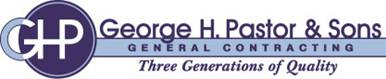 GHP
George H. Pastor & Sons
GENERAL CONTRACTING
Three Generations of Quality